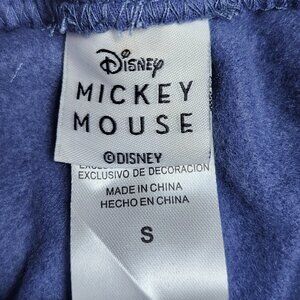 Disney
MICKEY
MOUSE
©DISNEY
EXCLUSIVO DE DECORACION
MADE IN CHINA
HECHO EN CHINA
S